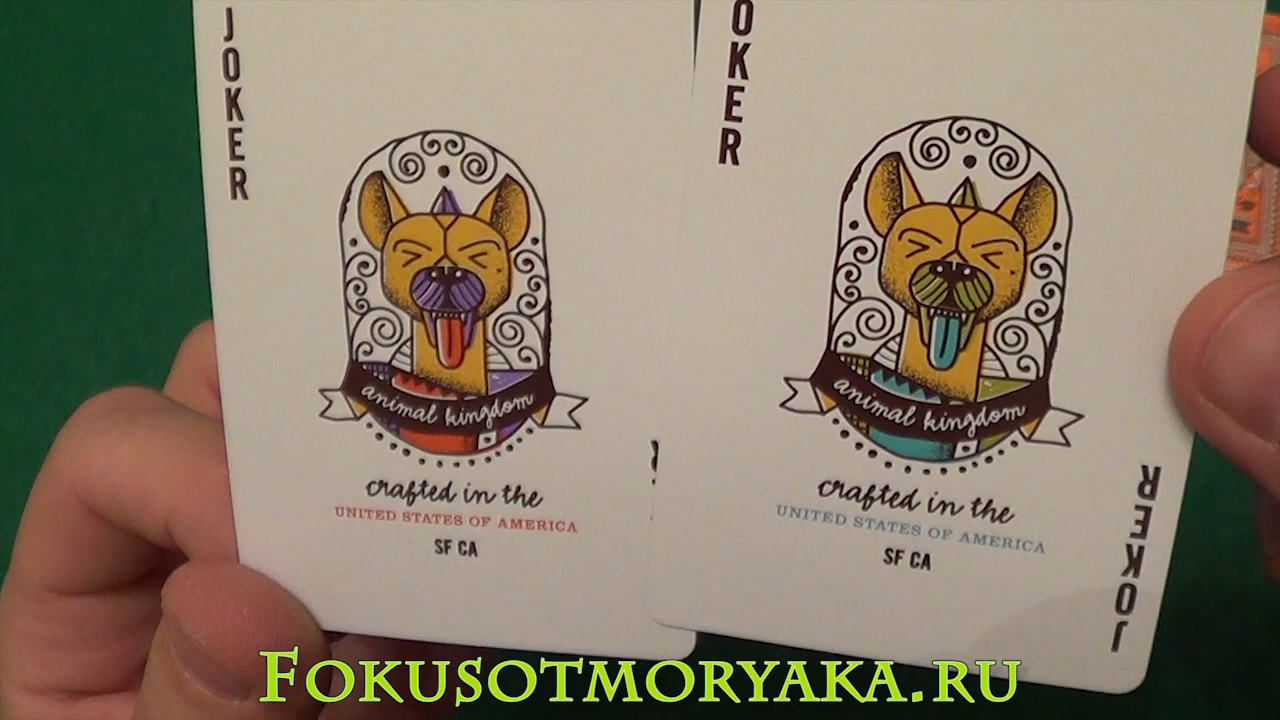 JOKER
animal kingdom
crafted in the
UNITED STATES OF AMERICA
SF CA
OKER
animal kingdom
crafted in the
UNITED STATES OF AMERICA
SF CA
JOKER
FOKUSOTMORYAKA.RU